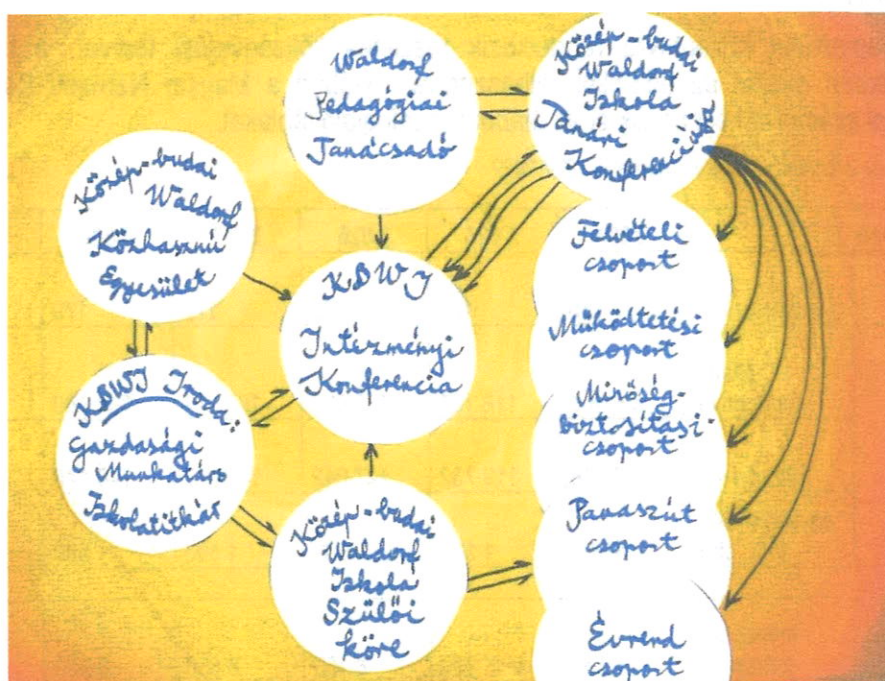 Waldorf
Pedagógiai
Tanácsadó
Közép-budai
Waldorf
Iskola
Tanári
Konferenciája
Közép-budai
Waldorf
Közhasznú
Egyesület
KBWI
Intézményi
Konferencia
Felvételi
csoport
Működtetési
csoport
Minőség-
biztosítási-
csoport
KBWI Iroda:
Gazdasági
Munkatárs
Iskolatitkár
Panaszút
csoport
Közép-budai
Waldorf
Iskola
Szülői
köre
Évrend
csoport